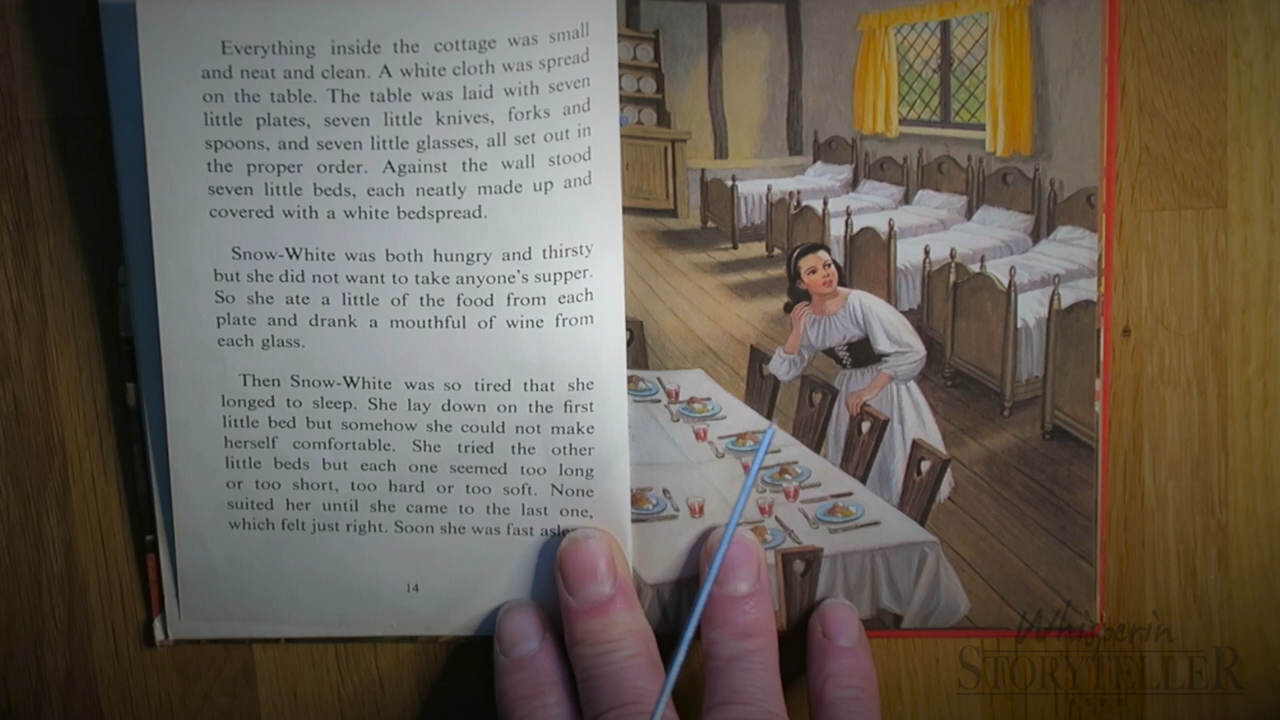 Everything inside the cottage was small
and neat and clean. A white cloth was spread
on the table. The table was laid with seven
little plates, seven little knives, forks and
spoons, and seven little glasses, all set out in
the proper order. Against the wall stood
seven little beds, each neatly made up and
covered with a white bedspread.
Snow-White was both hungry and thirsty
but she did not want to take anyone's supper.
So she ate a little of the food from each
plate and drank a mouthful of wine from
each glass.
Then Snow-White was so tired that she
longed to sleep. She lay down on the first
little bed but somehow she could not make
herself comfortable. She tried the other
little beds but each one seemed too long
or too short, too hard or too soft. None
suited her until she came to the last one,
which felt just right. Soon she was fast
14
Whisperin
STORYTELLER